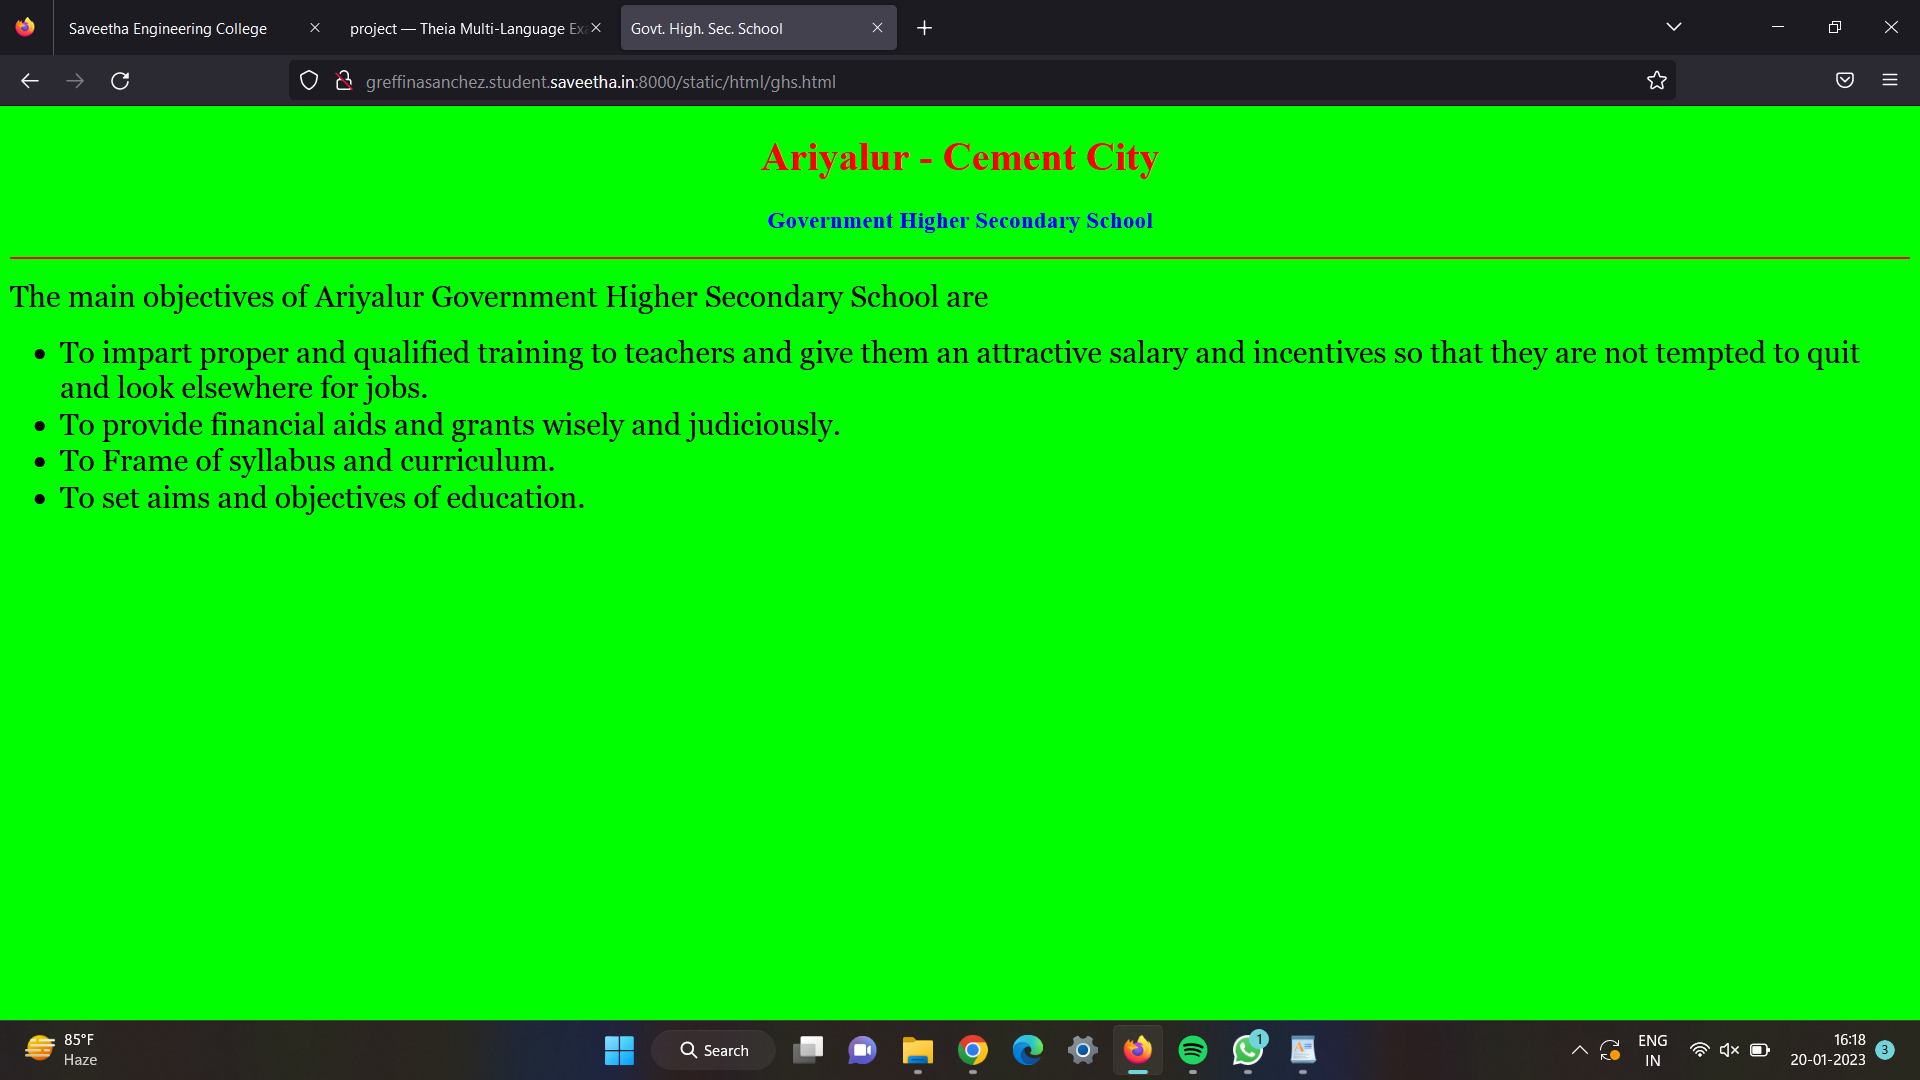 Saveetha Engineering College
project — Theia Multi-Language Ex
Govt. High. Sec. School
greffinasanchez.student.saveetha.in:8000/static/html/ghs.html
Ariyalur - Cement City
Government Higher Secondary School
The main objectives of Ariyalur Government Higher Secondary School are
• To impart proper and qualified training to teachers and give them an attractive salary and incentives so that they are not tempted to quit
and look elsewhere for jobs.
• To provide financial aids and grants wisely and judiciously.
• To Frame of syllabus and curriculum.
• To set aims and objectives of education.
85°F
Haze
Search
1
ENG
IN
16:18
20-01-2023
3